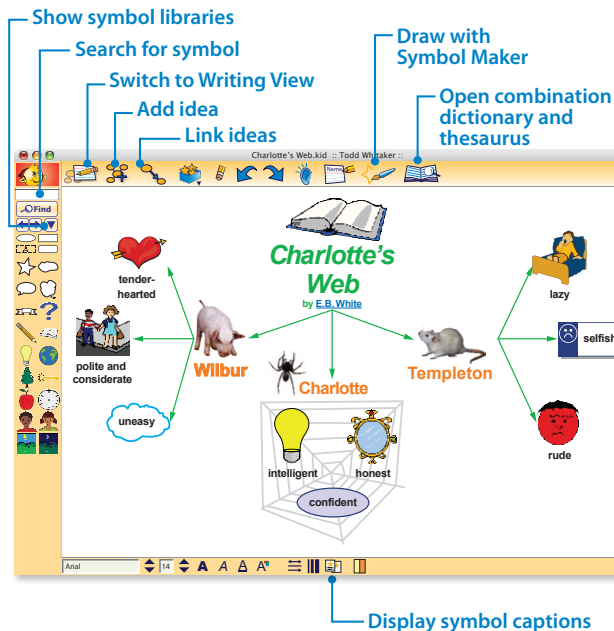 Show symbol libraries
Search for symbol
Switch to Writing View
Add idea
Link ideas
Draw with
Symbol Maker
Open combination
dictionary and
thesaurus
Charlotte's Web.kid :: Todd Whitaker ::
Name
Find
Charlotte's
Web
by E.B. White
tender-
hearted
polite and
considerate
uneasy
Wilbur
Charlotte
intelligent
honest
confident
Templeton
lazy
selfish
rude
Arial
14
A A A A
Display symbol captions